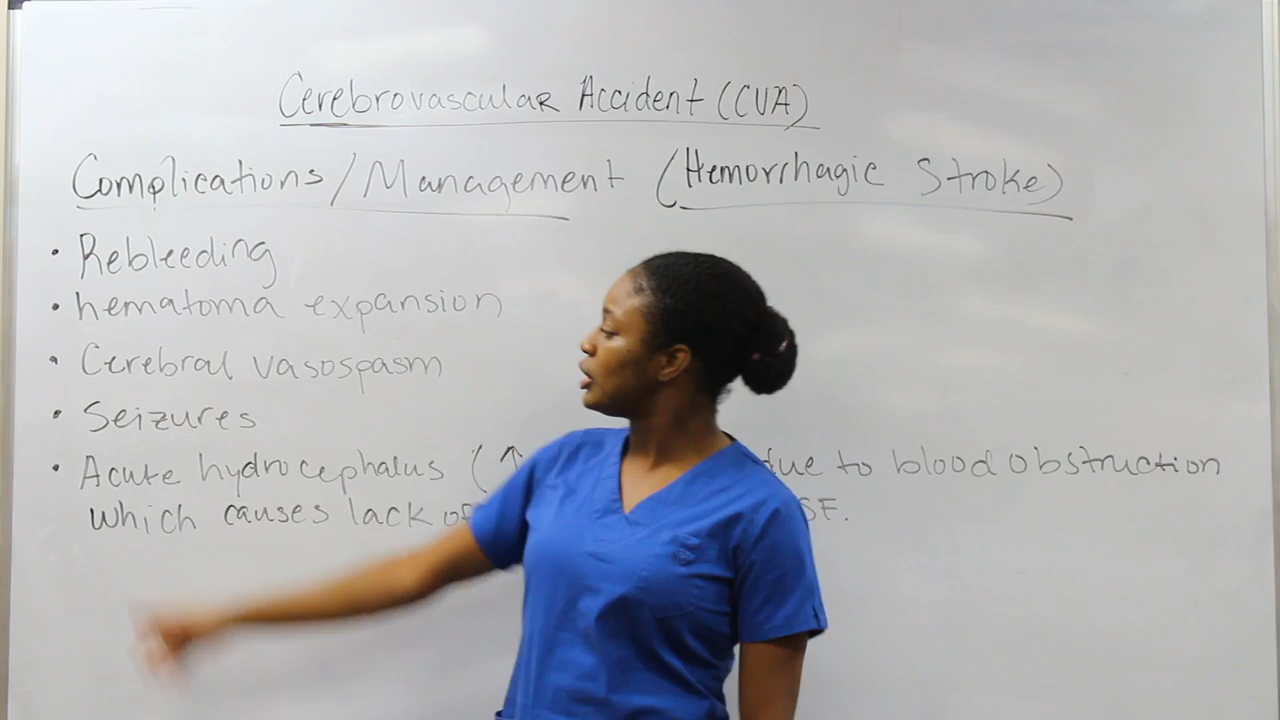 Cerebrovascular Accident (CVA)
Complications/Management (Hemorrhagic Stroke)
• Rebleeding
• hematoma expansion
• Cerebral vasospasm
• Seizures
• Acute hydrocephalus (↑ due to blood obstruction
which causes lack of SF.